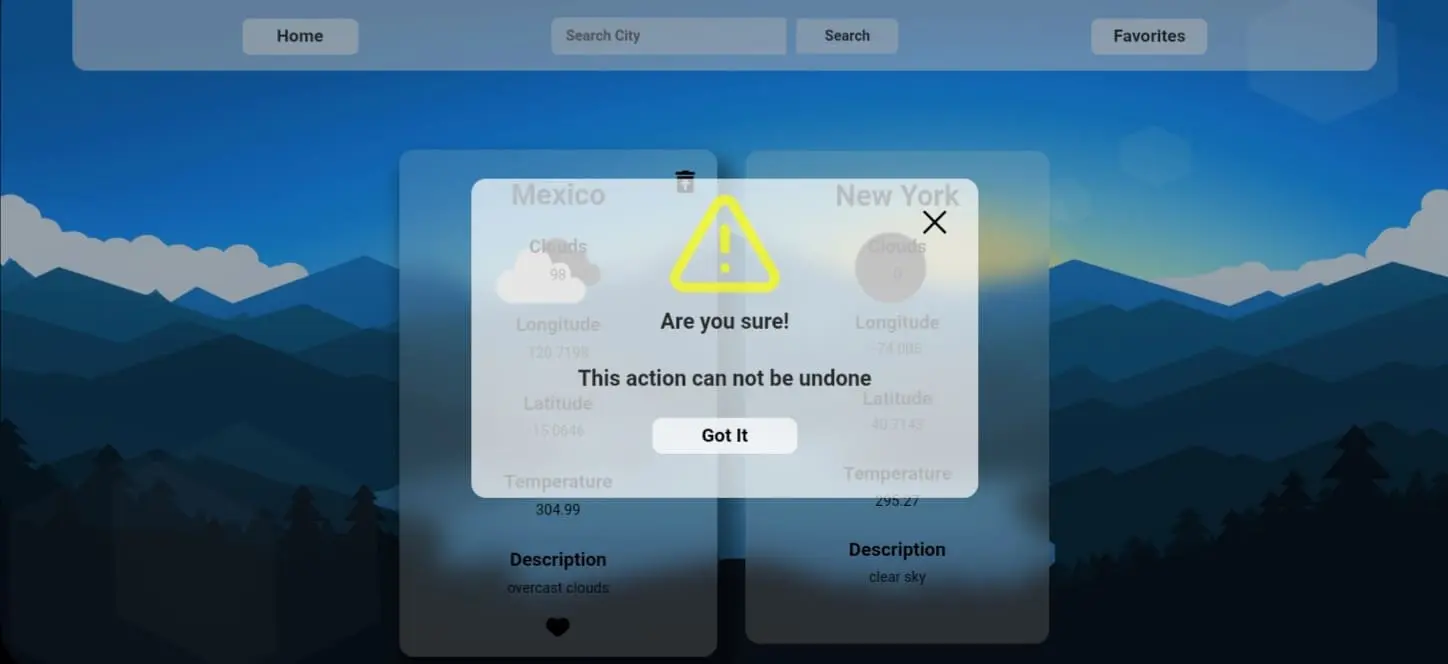 Home
Search City
Search
Favorites
Mexico
Clouds
98
Longitude
120.7198
Latitude
15.0646
Temperature
304.99
Description
overcast clouds
New York
Clouds
0
Longitude
-74.006
Latitude
40.7143
Temperature
295.27
Description
clear sky
Are you sure!
This action can not be undone
Got It